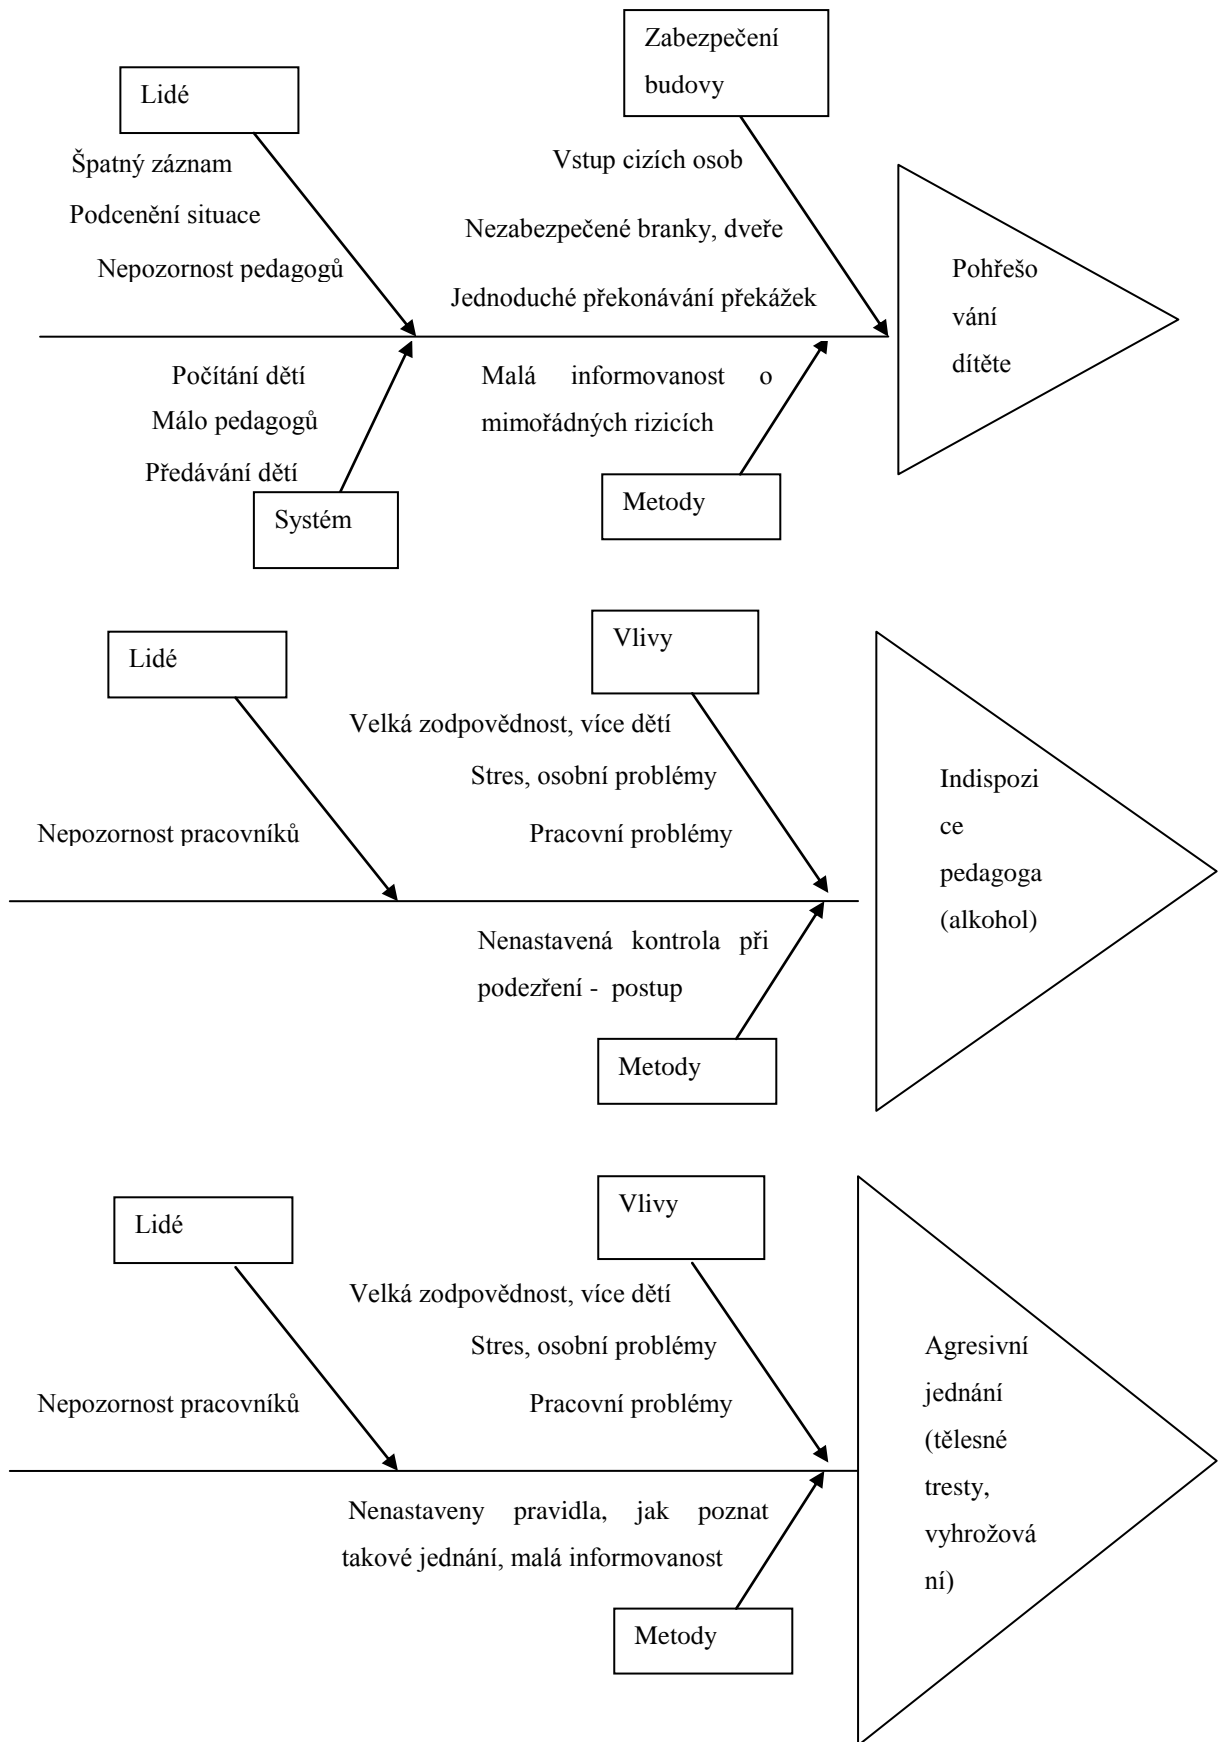 Zabezpečení
budovy
Lidé
Špatný záznam
Podcenění situace
Nepozornost pedagogů
Vstup cizích osob
Nezabezpečené branky, dveře
Jednoduché překonávání překážek
Pohřešo
vání
dítěte
Počítání dětí
Málo pedagogů
Předávání dětí
Systém
Malá informovanost o
mimořádných rizicích
Metody
Lidé
Vlivy
Velká zodpovědnost, více dětí
Stres, osobní problémy
Nepozornost pracovníků
Pracovní problémy
Indispozi
ce
pedagoga
(alkohol)
Nenastavená kontrola při
podezření - postup
Metody
Lidé
Vlivy
Velká zodpovědnost, více dětí
Stres, osobní problémy
Nepozornost pracovníků
Pracovní problémy
Agresivní
jednání
(tělesné
tresty,
vyhrožová
ní)
Nenastaveny pravidla, jak poznat
takové jednání, malá informovanost
Metody